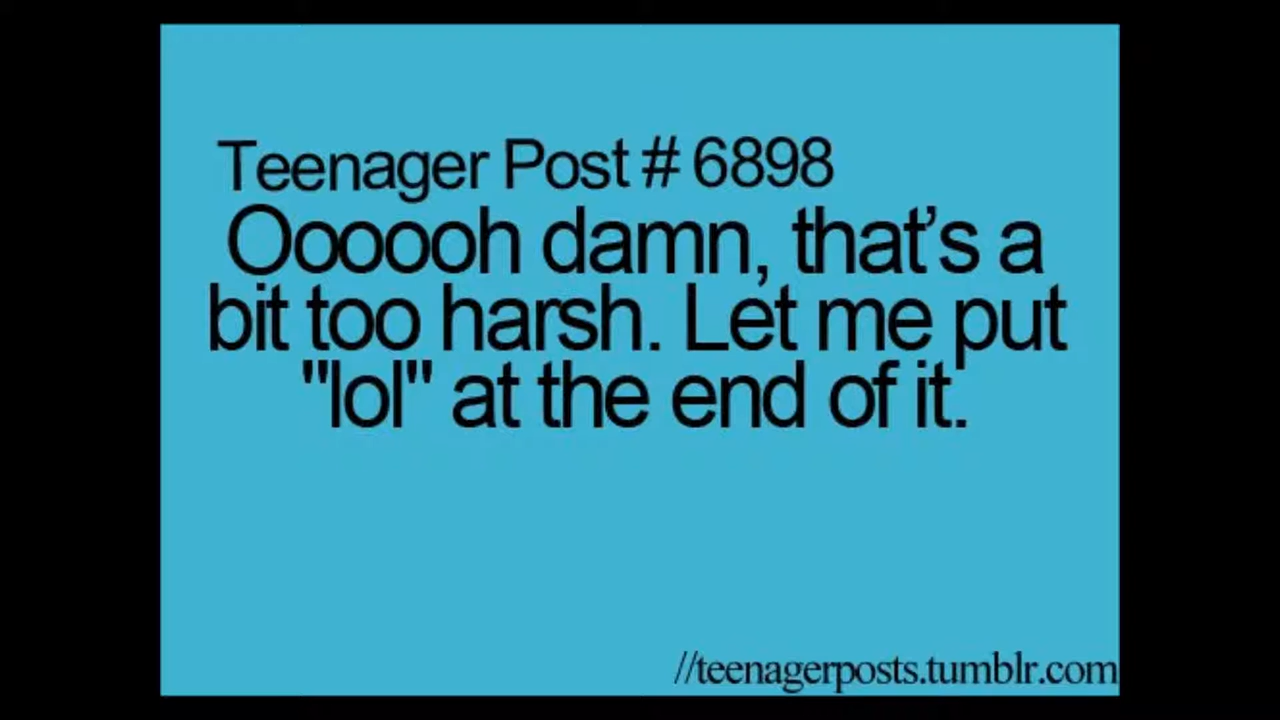 Teenager Post # 6898
Oooooh damn, that’s a
bit too harsh. Let me put
"lol" at the end of it.
//teenagerposts.tumblr.com